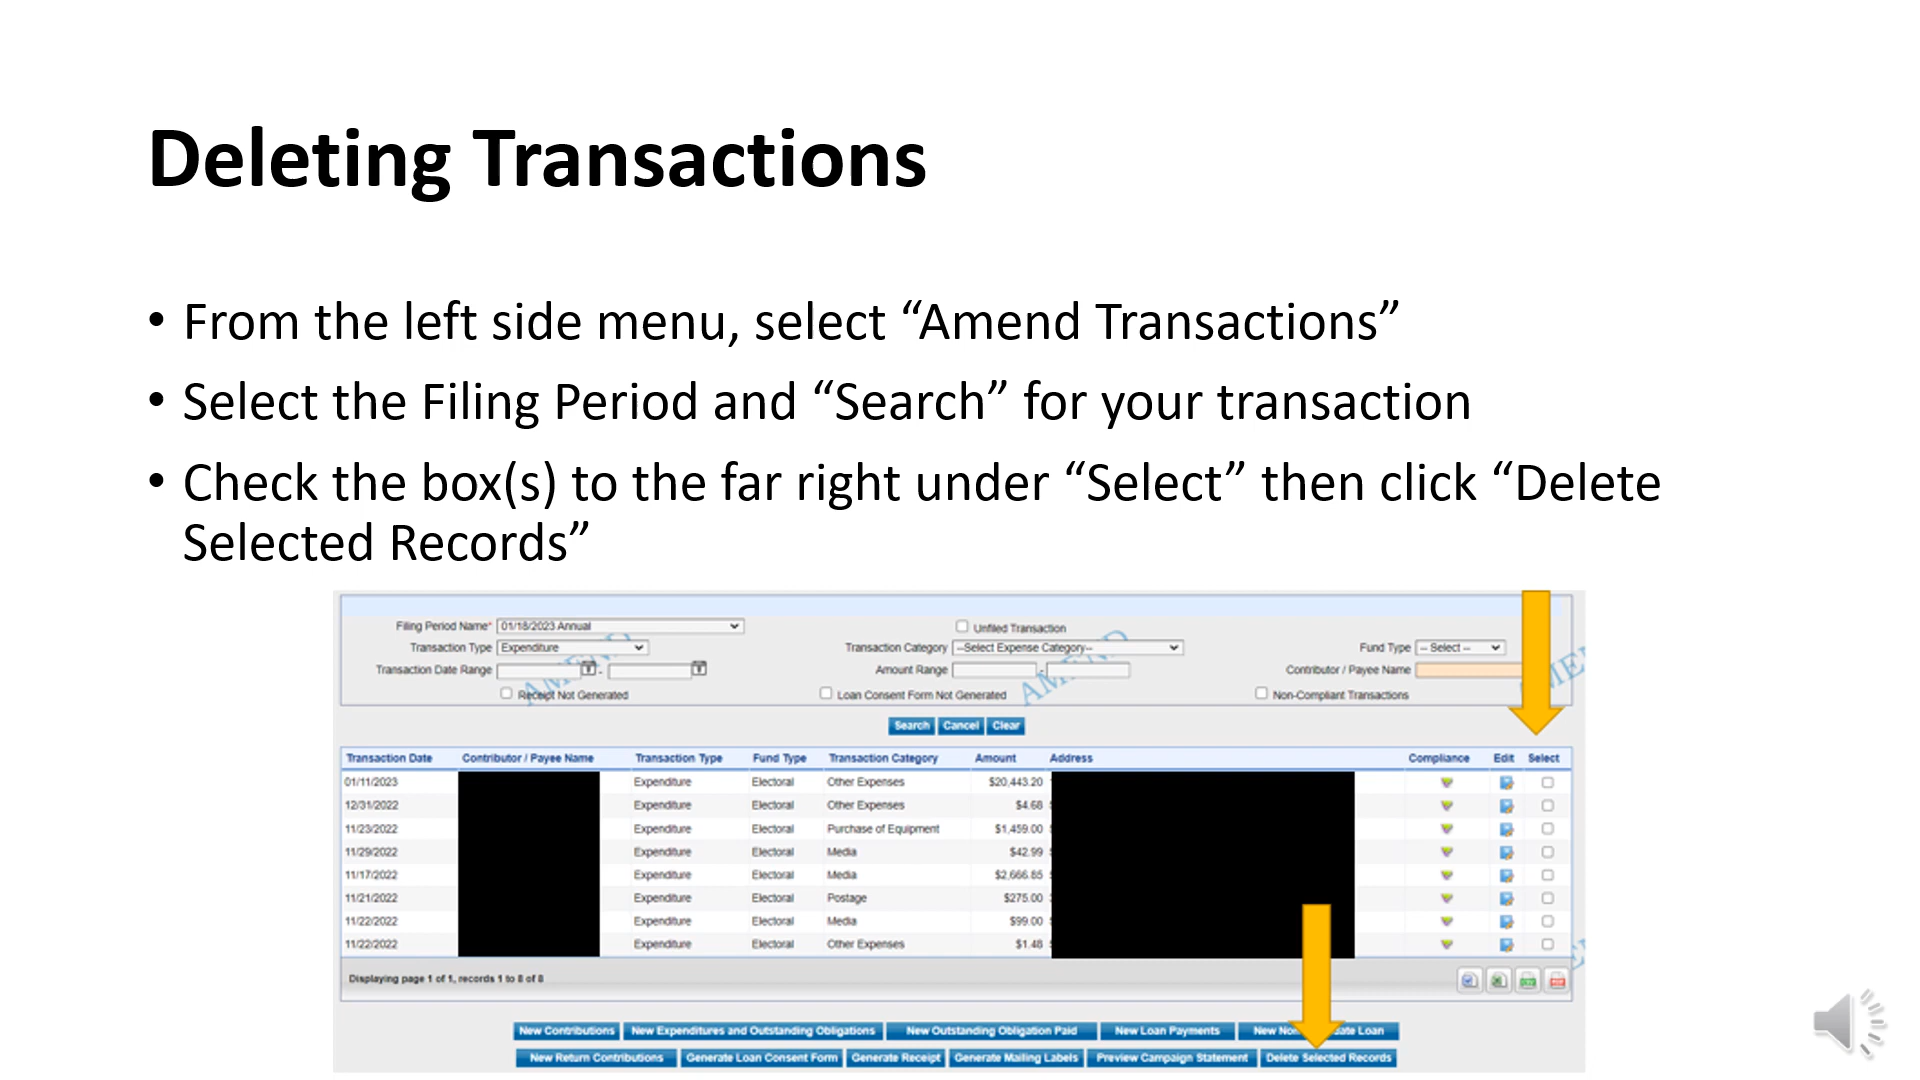 Deleting Transactions
• From the left side menu, select “Amend Transactions”
• Select the Filing Period and “Search” for your transaction
• Check the box(s) to the far right under “Select” then click “Delete
Selected Records”
Filing Period Name* 01/18/2023 Annual Unfiled Transaction
Transaction Type Expenditure Transaction Category --Select Expense Category-- Fund Type -- Select --
Transaction Date Range - Amount Range - Contributor / Payee Name
Receipt Not Generated Loan Consent Form Not Generated Non-Compliant Transactions
AMEND
Search Cancel Clear
Transaction Date Contributor / Payee Name Transaction Type Fund Type Transaction Category Amount Address Compliance Edit Select
01/11/2023 Expenditure Electoral Other Expenses $20,443.20
12/31/2022 Expenditure Electoral Other Expenses $4.68
11/23/2022 Expenditure Electoral Purchase of Equipment $1,459.00
11/29/2022 Expenditure Electoral Media $42.99
11/17/2022 Expenditure Electoral Media $2,666.85
11/21/2022 Expenditure Electoral Postage $275.00
11/22/2022 Expenditure Electoral Media $99.00
11/22/2022 Expenditure Electoral Other Expenses $1.48
Displaying page 1 of 1, records 1 to 8 of 8
New Contributions New Expenditures and Outstanding Obligations New Outstanding Obligation Paid New Loan Payments New Loan
New Return Contributions Generate Loan Consent Form Generate Receipt Generate Mailing Labels Preview Campaign Statement Delete Selected Records